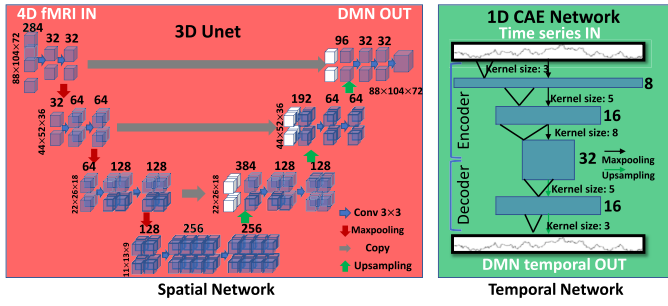 4D fMRI IN
DMN OUT
3D Unet
284
32
32
88×104×72
96
32
32
88×104×72
32
64
64
44×52×36
192
64
64
44×52×36
64
128
128
22×26×18
384
128
128
22×26×18
128
256
256
11×13×9
Conv 3×3
Maxpooling
Copy
Upsampling
Spatial Network
1D CAE Network
Time series IN
Kernel size: 3
8
Kernel size: 5
16
Kernel size: 8
32
Maxpooling
Upsampling
Kernel size: 5
16
Kernel size: 3
Encoder
Decoder
DMN temporal OUT
Temporal Network